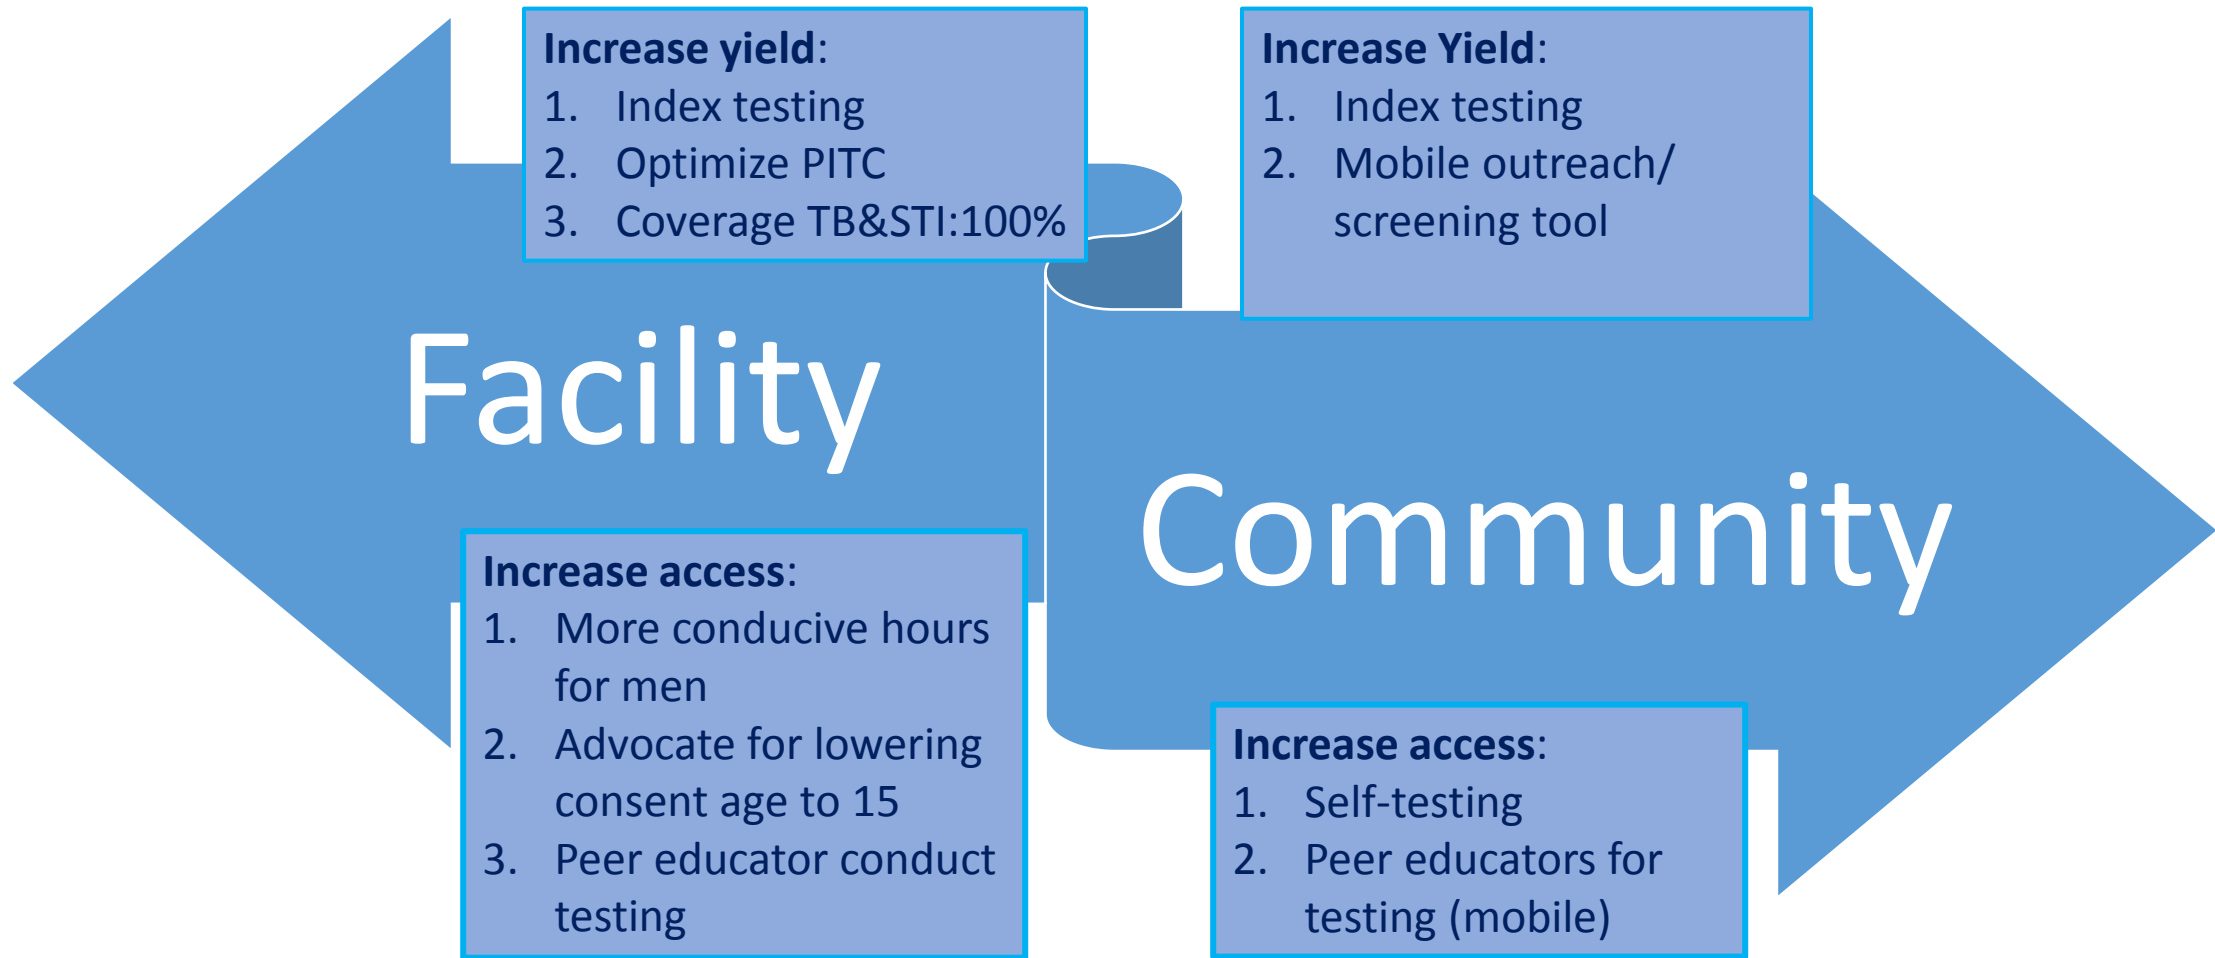 Increase yield:
1. Index testing
2. Optimize PITC
3. Coverage TB&STI:100%
Facility
Increase access:
1. More conducive hours
for men
2. Advocate for lowering
consent age to 15
3. Peer educator conduct
testing
Increase Yield:
1. Index testing
2. Mobile outreach/
screening tool
Community
Increase access:
1. Self-testing
2. Peer educators for
testing (mobile)